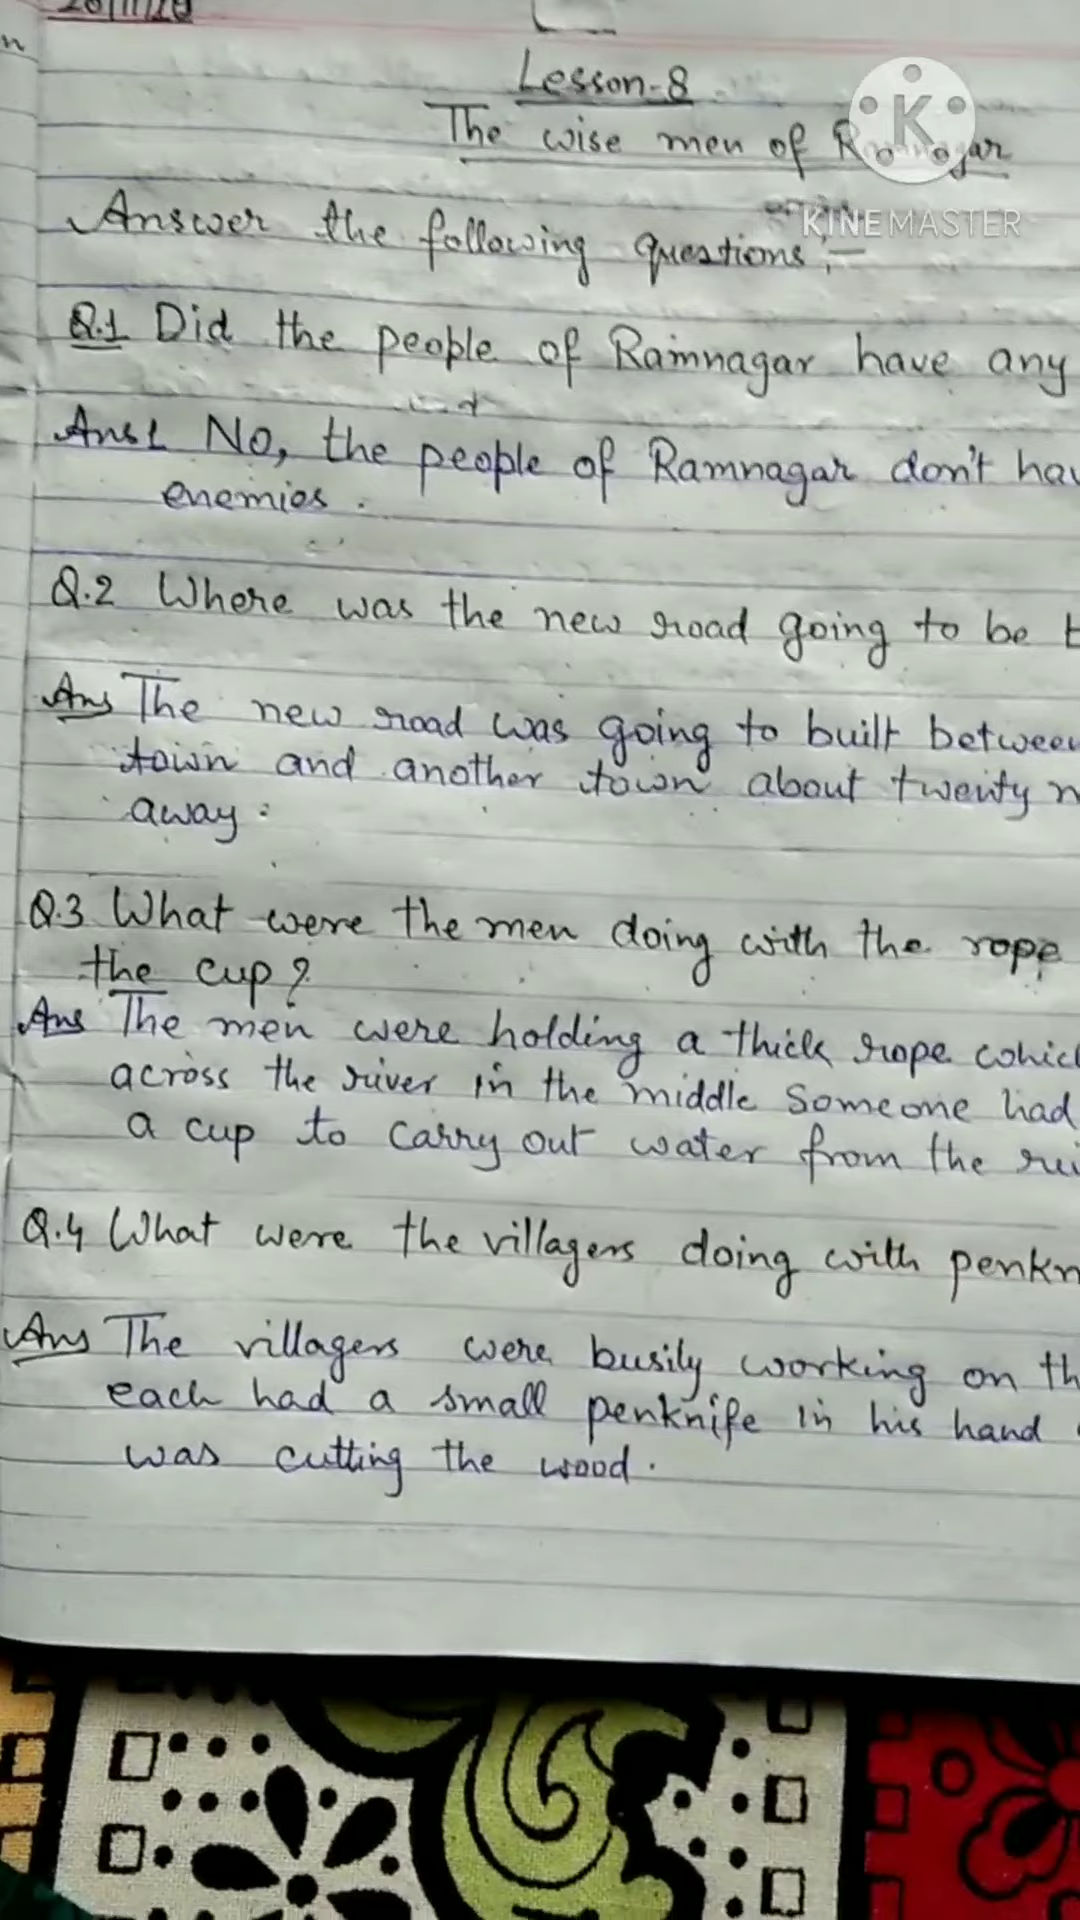 Lesson-8
The wise men of Ramnagar
KINEMASTER
Answer the following questions:-
Q.1 Did the people of Ramnagar have any
Ans1 No, the people of Ramnagar don't
enemies.
Q.2 Where was the new road going to be
Ans The new road was going to built between
town and another town about twenty
away.
Q.3 What were the men doing with the rope
the cup?
Ans The men were holding a thick rope
across the river in the middle Someone had
a cup to carry out water from the
Q.4 What were the villagers doing with
Ans The villagers were busily working on
each had a small penknife in his hand
was cutting the wood.